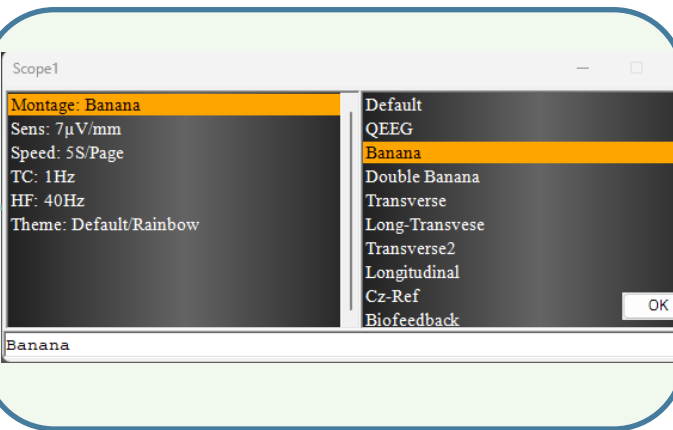 Scope1
Montage: Banana
Sens: 7µV/mm
Speed: 5S/Page
TC: 1Hz
HF: 40Hz
Theme: Default/Rainbow
Default
QEEG
Banana
Double Banana
Transverse
Long-Transvese
Transverse2
Longitudinal
Cz-Ref
Biofeedback
OK
Banana